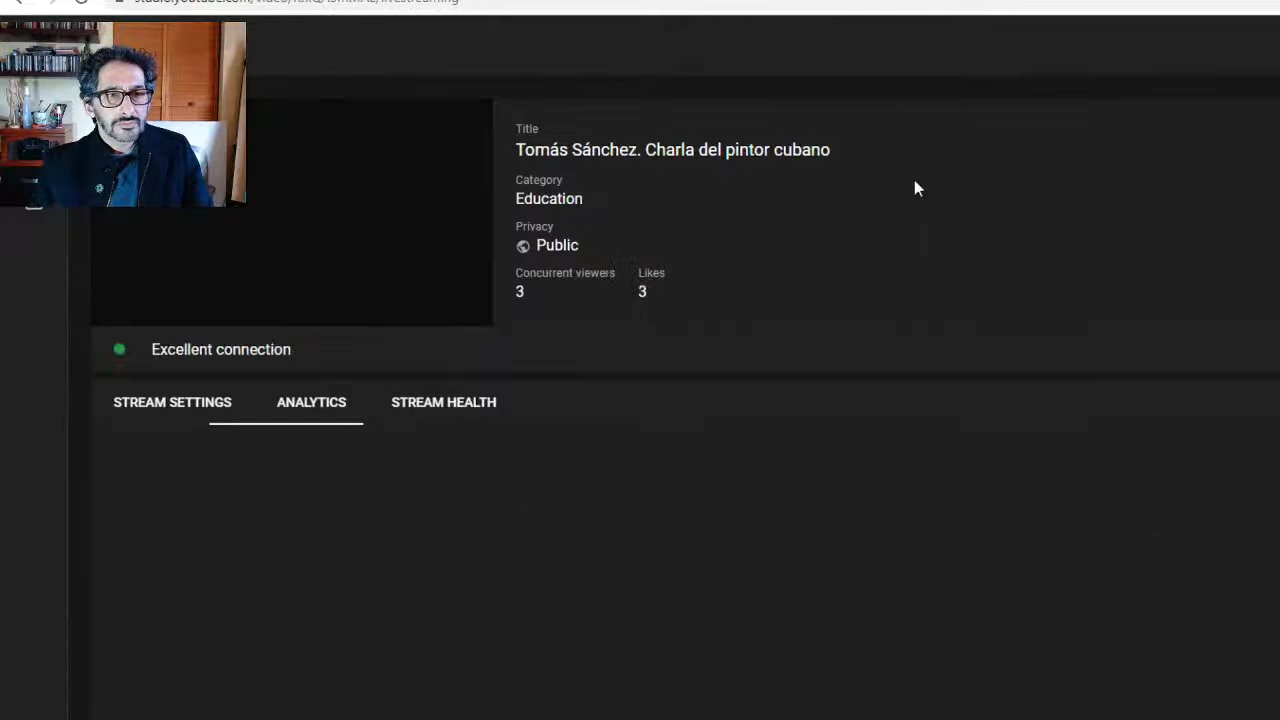 Title
Tomás Sánchez. Charla del pintor cubano
Category
Education
Privacy
Public
Concurrent viewers Likes
3 3
Excellent connection
STREAM SETTINGS ANALYTICS STREAM HEALTH